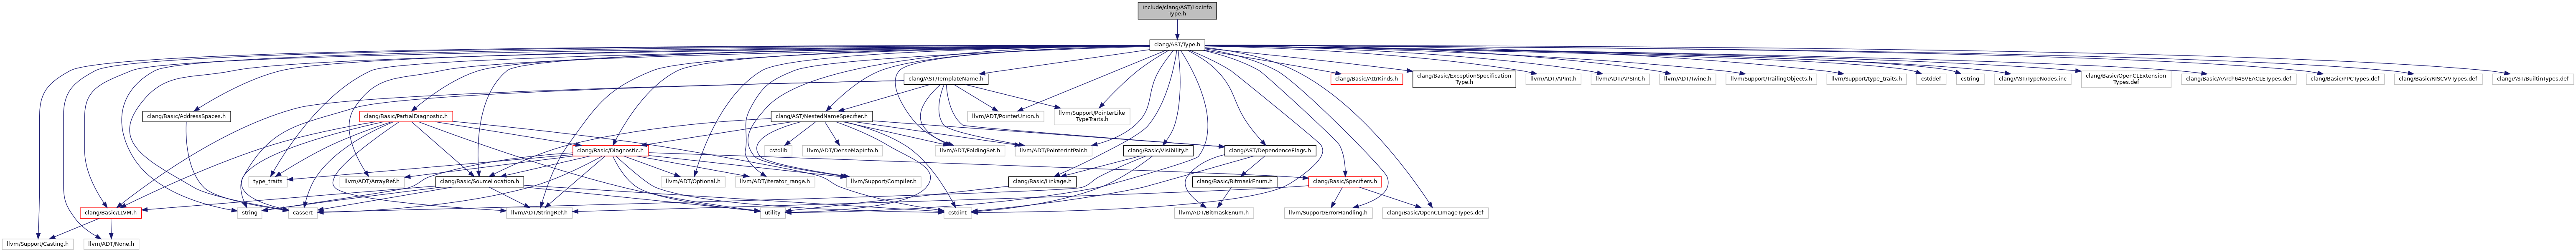 include/clang/AST/LocInfo
Type.h
clang/AST/Type.h
clang/AST/TemplateName.h
clang/Basic/AttrKinds.h
clang/Basic/ExceptionSpecification
Type.h
llvm/ADT/APInt.h
llvm/ADT/APSInt.h
llvm/ADT/Twine.h
llvm/Support/TrailingObjects.h
llvm/Support/type_traits.h
cstddef
cstring
clang/AST/TypeNodes.inc
clang/Basic/OpenCLExtension
Types.def
clang/Basic/AArch64SVEACLETypes.def
clang/Basic/PPCTypes.def
clang/Basic/RISCVVTypes.def
clang/AST/BuiltinTypes.def
clang/Basic/AddressSpaces.h
clang/Basic/PartialDiagnostic.h
clang/AST/NestedNameSpecifier.h
llvm/ADT/PointerUnion.h
llvm/Support/PointerLike
TypeTraits.h
clang/Basic/Diagnostic.h
cstdlib
llvm/ADT/DenseMapInfo.h
llvm/ADT/FoldingSet.h
llvm/ADT/PointerIntPair.h
clang/Basic/Visibility.h
clang/AST/DependenceFlags.h
type_traits
llvm/ADT/ArrayRef.h
clang/Basic/SourceLocation.h
llvm/ADT/Optional.h
llvm/ADT/iterator_range.h
llvm/Support/Compiler.h
clang/Basic/Linkage.h
clang/Basic/BitmaskEnum.h
clang/Basic/Specifiers.h
clang/Basic/LLVM.h
string
cassert
llvm/ADT/StringRef.h
utility
cstdint
llvm/ADT/BitmaskEnum.h
llvm/Support/ErrorHandling.h
clang/Basic/OpenCLImageTypes.def
llvm/Support/Casting.h
llvm/ADT/None.h